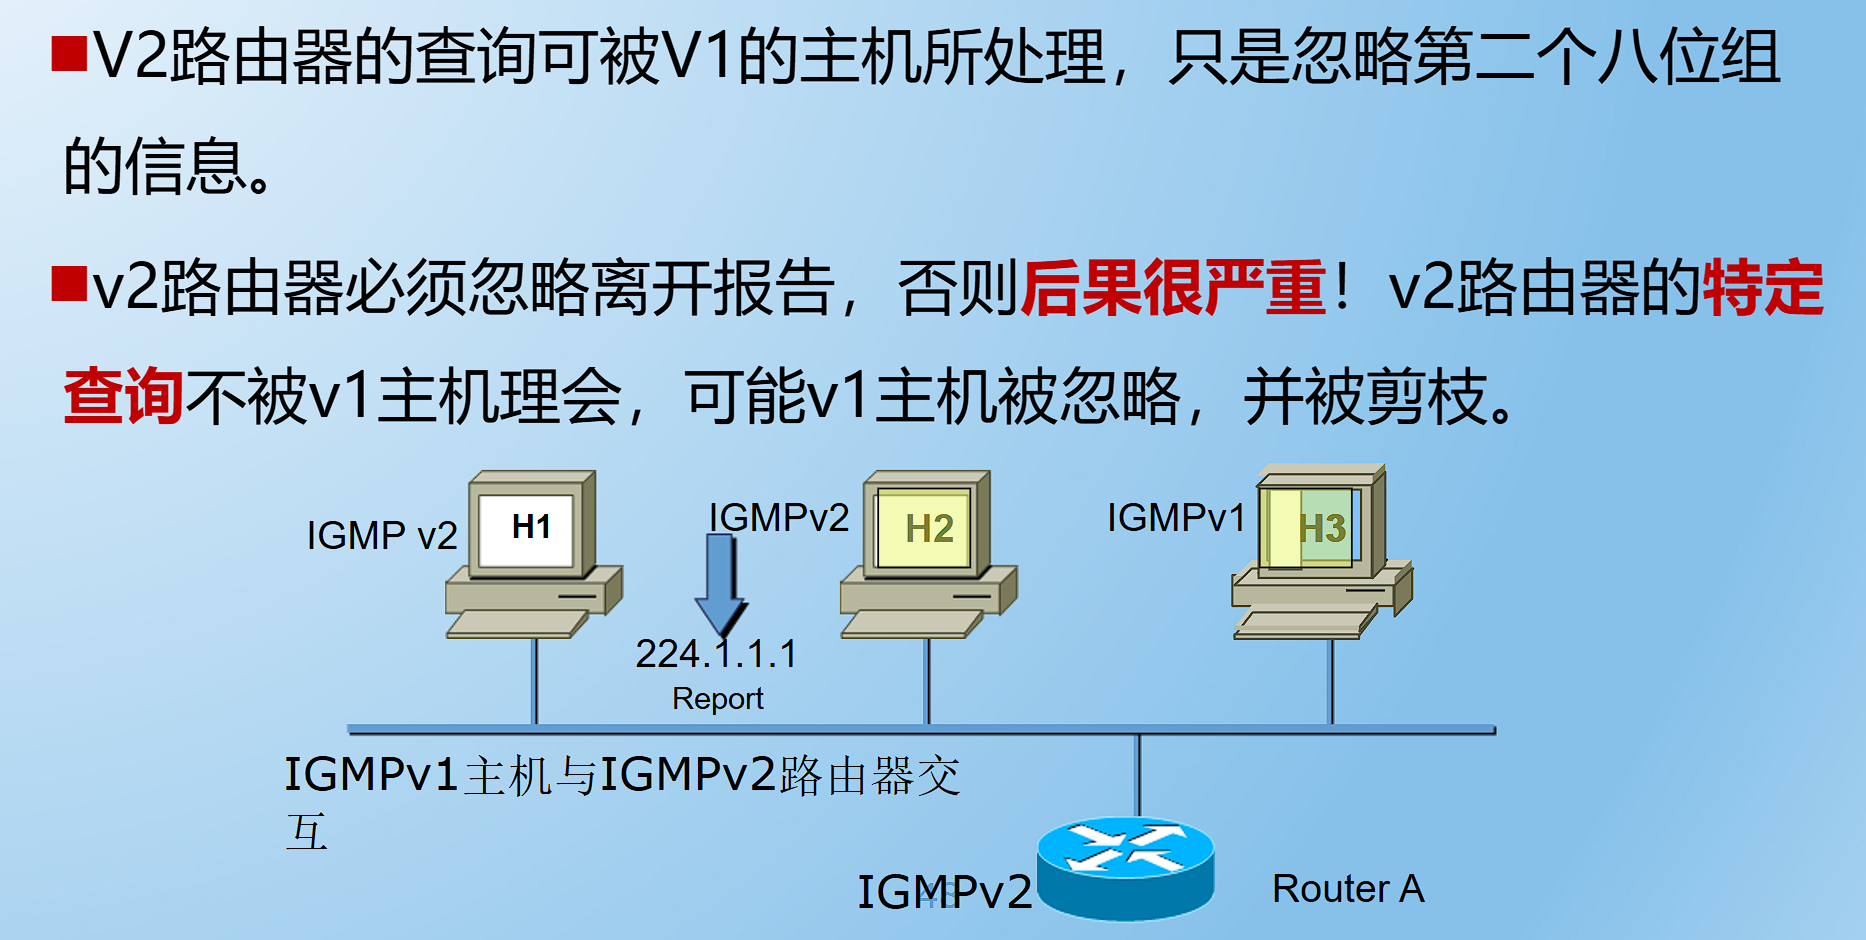 V2路由器的查询可被V1的主机所处理，只是忽略第二个八位组
的信息。
v2路由器必须忽略离开报告，否则后果很严重！v2路由器的特定
查询不被v1主机理会，可能v1主机被忽略，并被剪枝。
IGMP v2
H1
IGMPv2
H2
IGMPv1
H3
224.1.1.1
Report
IGMPv1主机与IGMPv2路由器交
互
IGMPv2
Router A